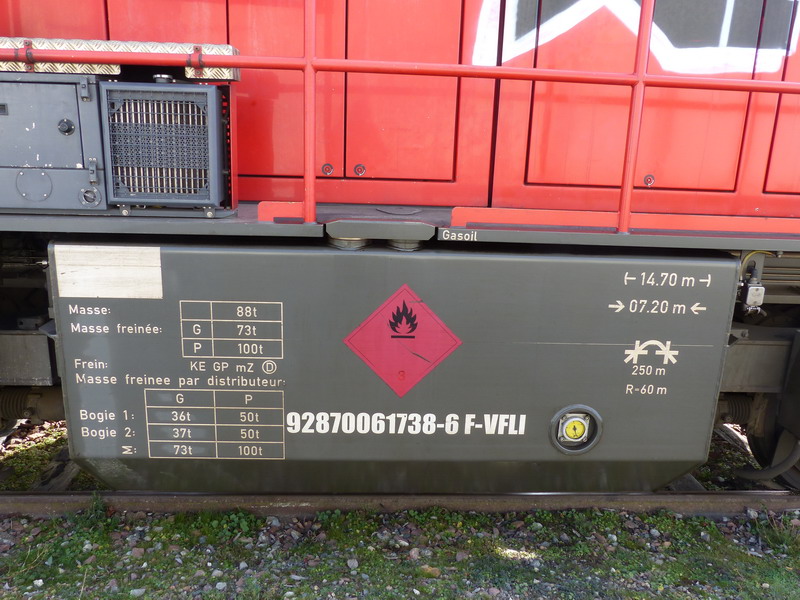 Gasoil
Masse: 88t
Masse freinée: G 73t
P 100t
Frein: KE GP mZ Ⓓ
Masse freinee par distributeur:
G P
Bogie 1: 36t 50t
Bogie 2: 37t 50t
Σ: 73t 100t
3
92870061738-6 F-VFLI
14.70 m
07.20 m
250 m
R-60 m